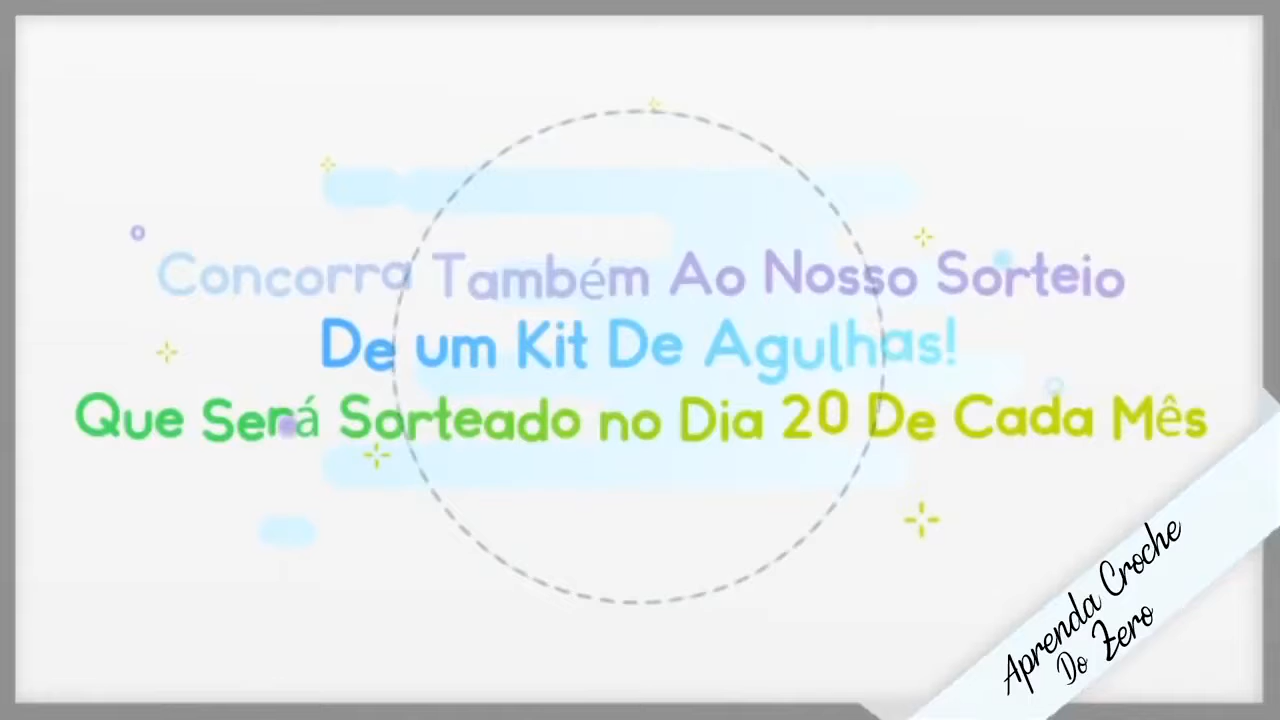 Concorra Também Ao Nosso Sorteio
De um Kit De Agulhas!
Que Será Sorteado no Dia 20 De Cada Mês
Aprenda Croche
Do Zero